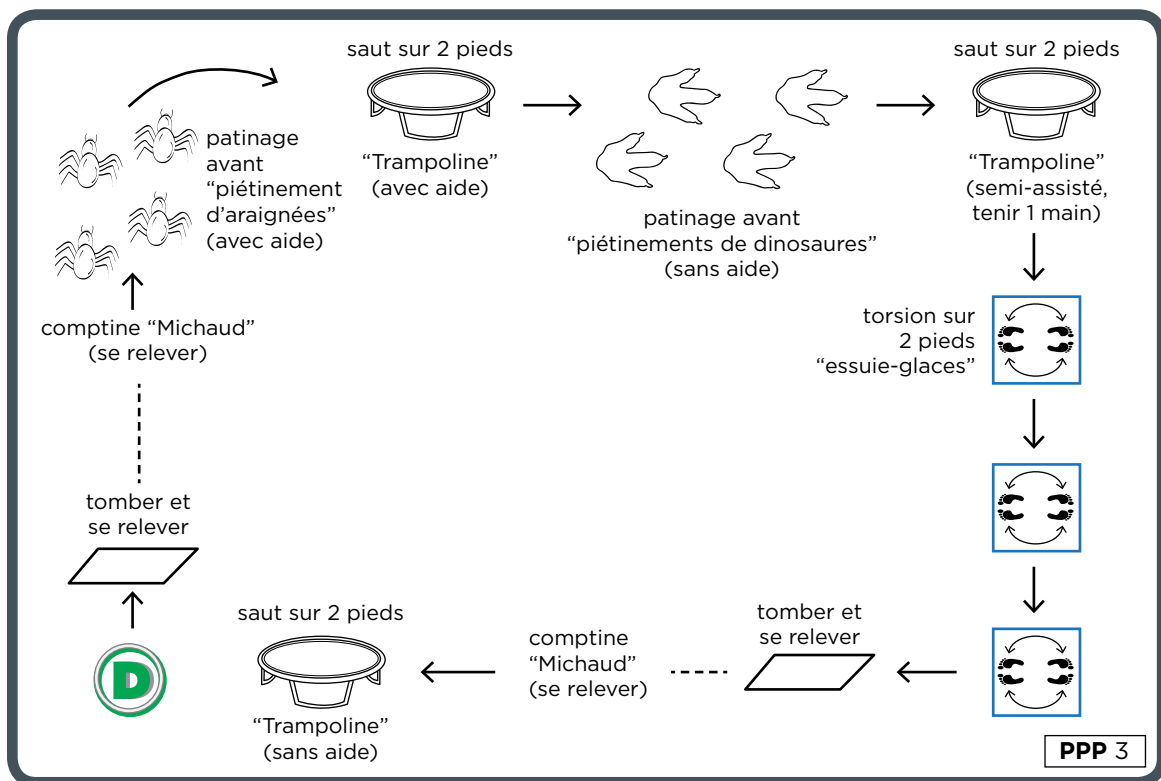 saut sur 2 pieds
“Trampoline”
(avec aide)
patinage
avant
“piétinement
d’araignées”
(avec aide)
patinage avant
“piétinements de dinosaures”
(sans aide)
saut sur 2 pieds
“Trampoline”
(semi-assisté,
tenir 1 main)
comptine “Michaud”
(se relever)
torsion sur
2 pieds
“essuie-glaces”
tomber et
se relever
D
saut sur 2 pieds
“Trampoline”
(sans aide)
comptine
“Michaud”
(se relever)
tomber et
se relever
PPP 3